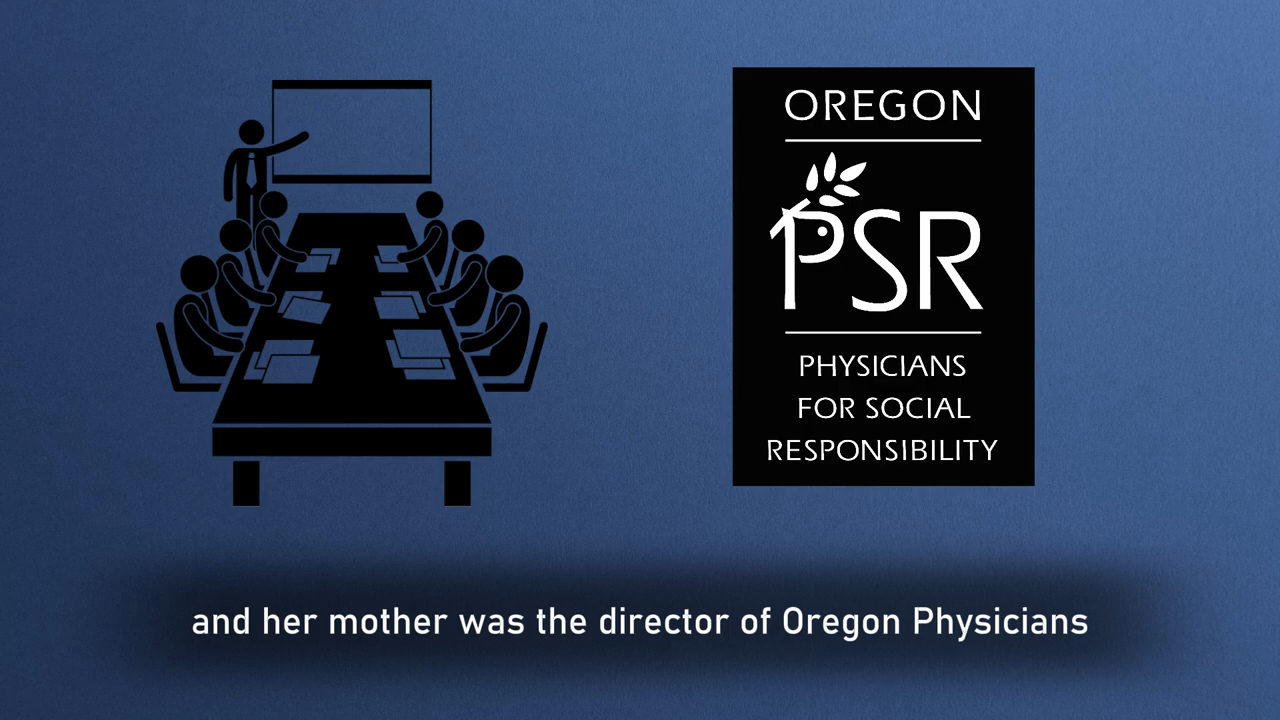 OREGON
PSR
PHYSICIANS
FOR SOCIAL
RESPONSIBILITY
and her mother was the director of Oregon Physicians